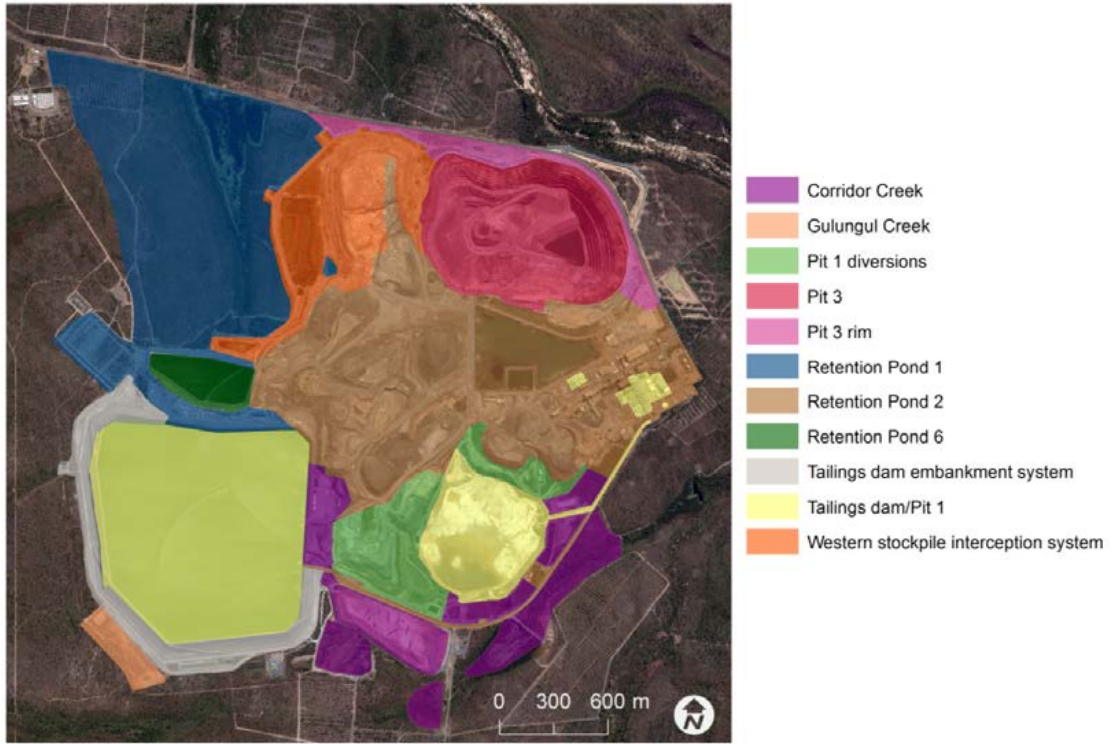 Corridor Creek
Gulungul Creek
Pit 1 diversions
Pit 3
Pit 3 rim
Retention Pond 1
Retention Pond 2
Retention Pond 6
Tailings dam embankment system
Tailings dam/Pit 1
Western stockpile interception system
0 300 600 m
N